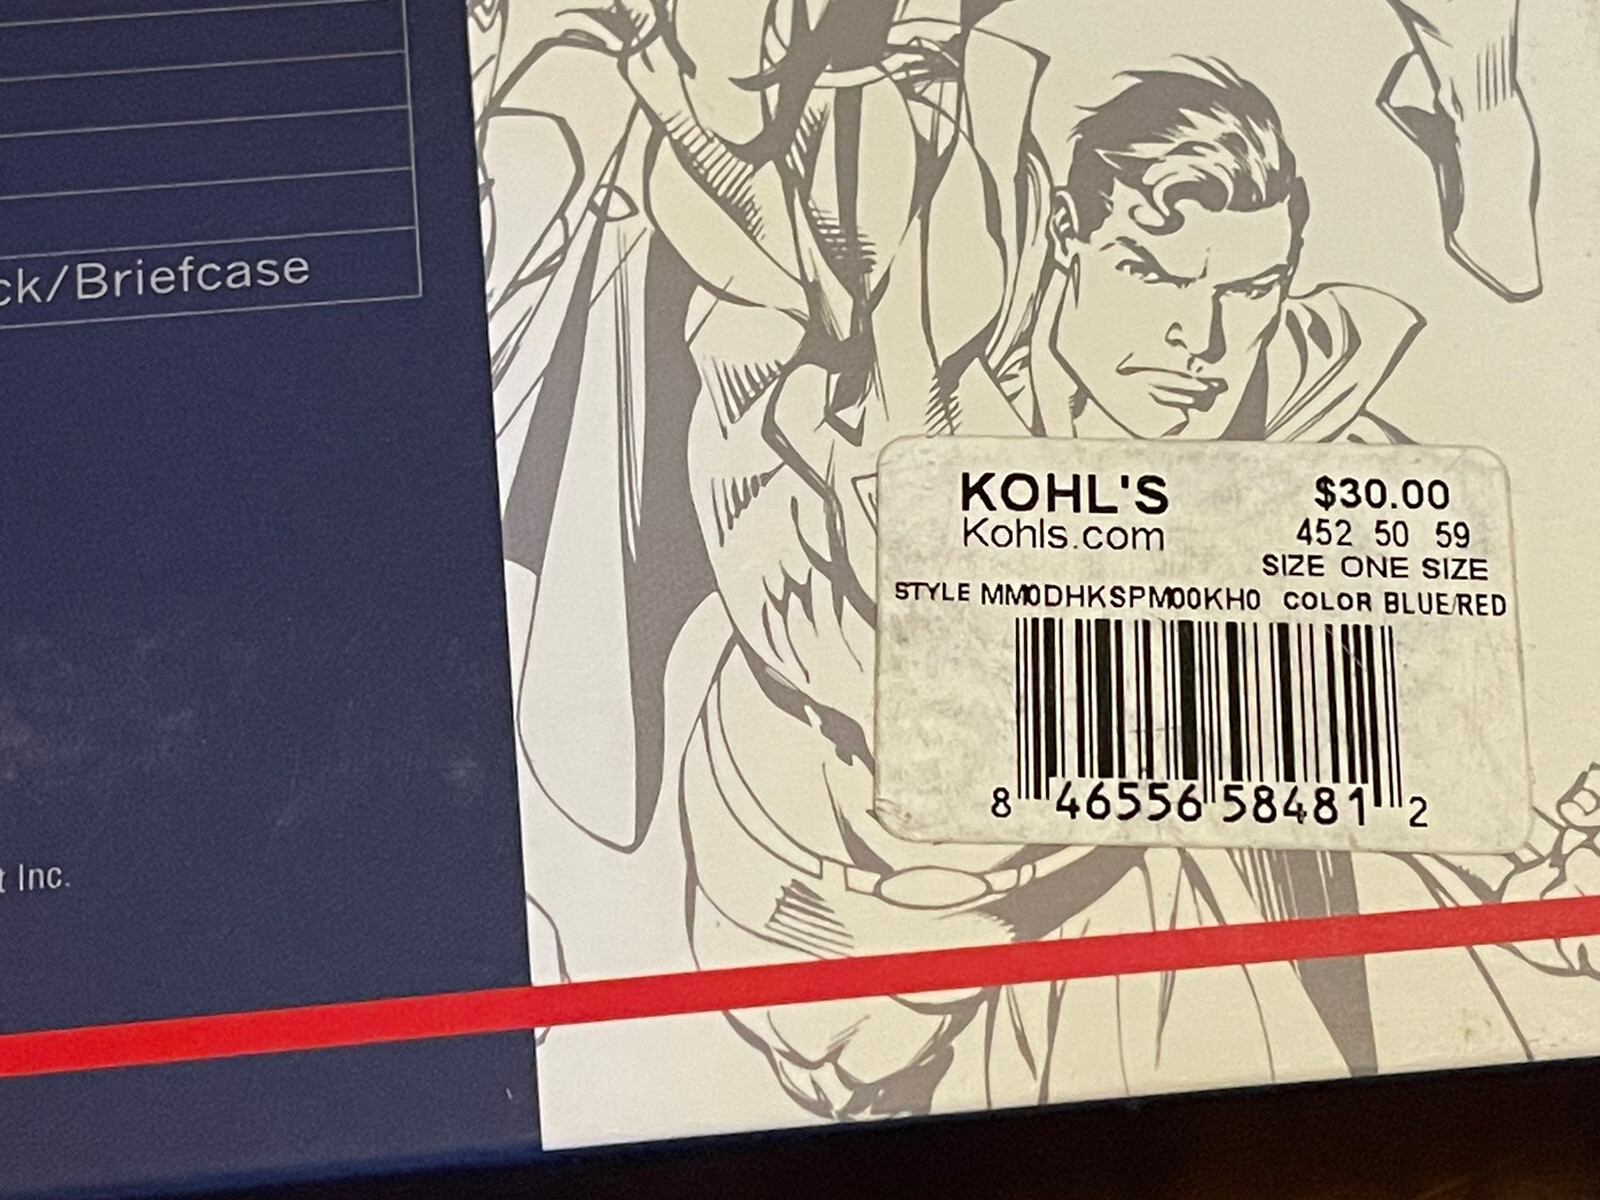 ck/Briefcase
t Inc.
KOHL'S
Kohls.com
$30.00
452 50 59
SIZE ONE SIZE
STYLE MM0DHKSPM00KH0 COLOR BLUE/RED
8 46556 58481 2